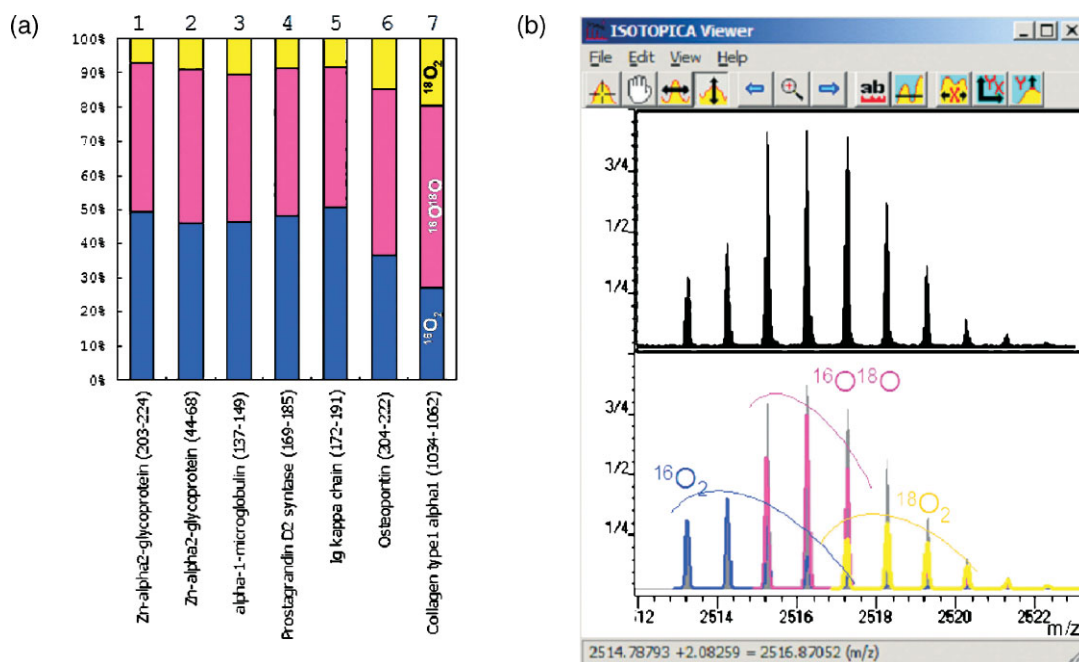 (a)
1 2 3 4 5 6 7
100%
90%
80%
70%
60%
50%
40%
30%
20%
10%
0%
18O2
16O18O
16O2
Zn-alpha2-glycoprotein (203-224)
Zn-alpha2-glycoprotein (44-68)
alpha-1-microglobulin (137-149)
Prostagrandin D2 syntase (169-185)
Ig kappa chain (172-191)
Osteopontin (204-222)
Collagen type1 alpha1 (1034-1062)
(b)
ISOTOPICA Viewer
File Edit View Help
ab
3/4
1/2
1/4
16O18O
3/4
16O2
1/2
18O2
1/4
12 2514 2516 2518 2520 2522
m/z
2514.78793 +2.08259 = 2516.87052 (m/z)